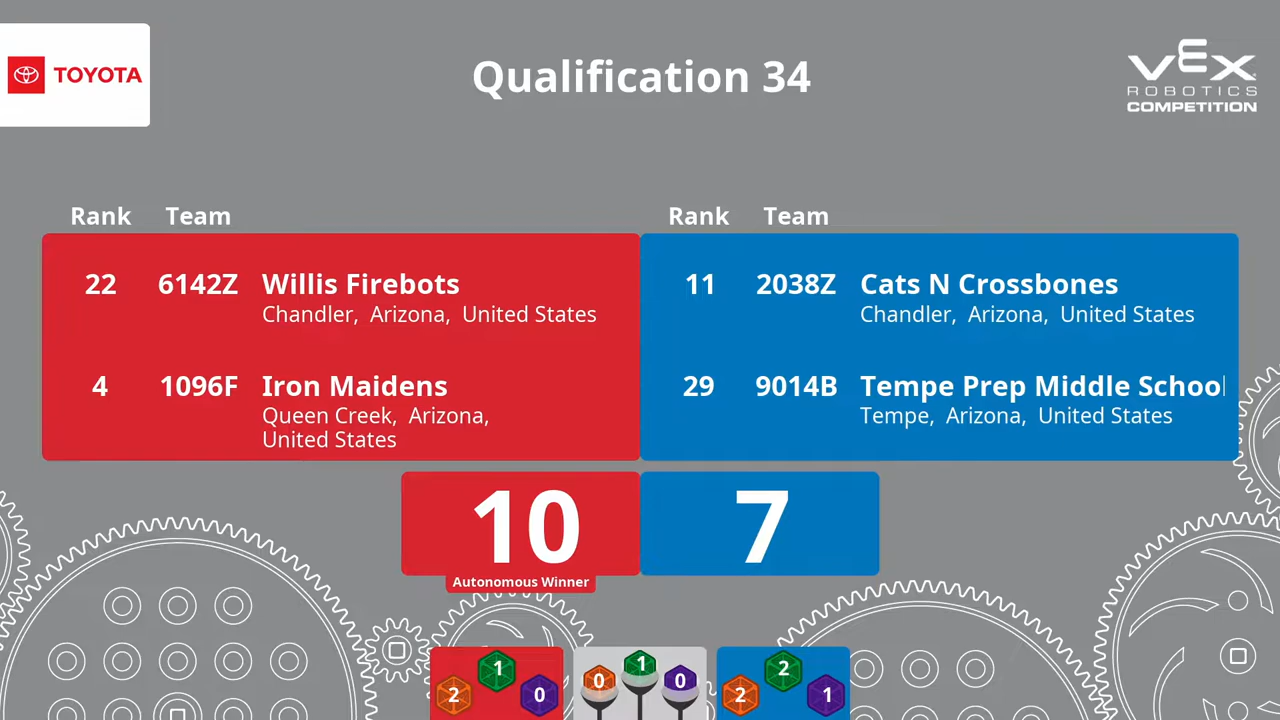 TOYOTA
Qualification 34
VEX
ROBOTICS
COMPETITION
Rank Team
Rank Team
22 6142Z Willis Firebots
Chandler, Arizona, United States
4 1096F Iron Maidens
Queen Creek, Arizona,
United States
11 2038Z Cats N Crossbones
Chandler, Arizona, United States
29 9014B Tempe Prep Middle School
Tempe, Arizona, United States
10
7
Autonomous Winner
2 1 0
0 1 0
2 2 1